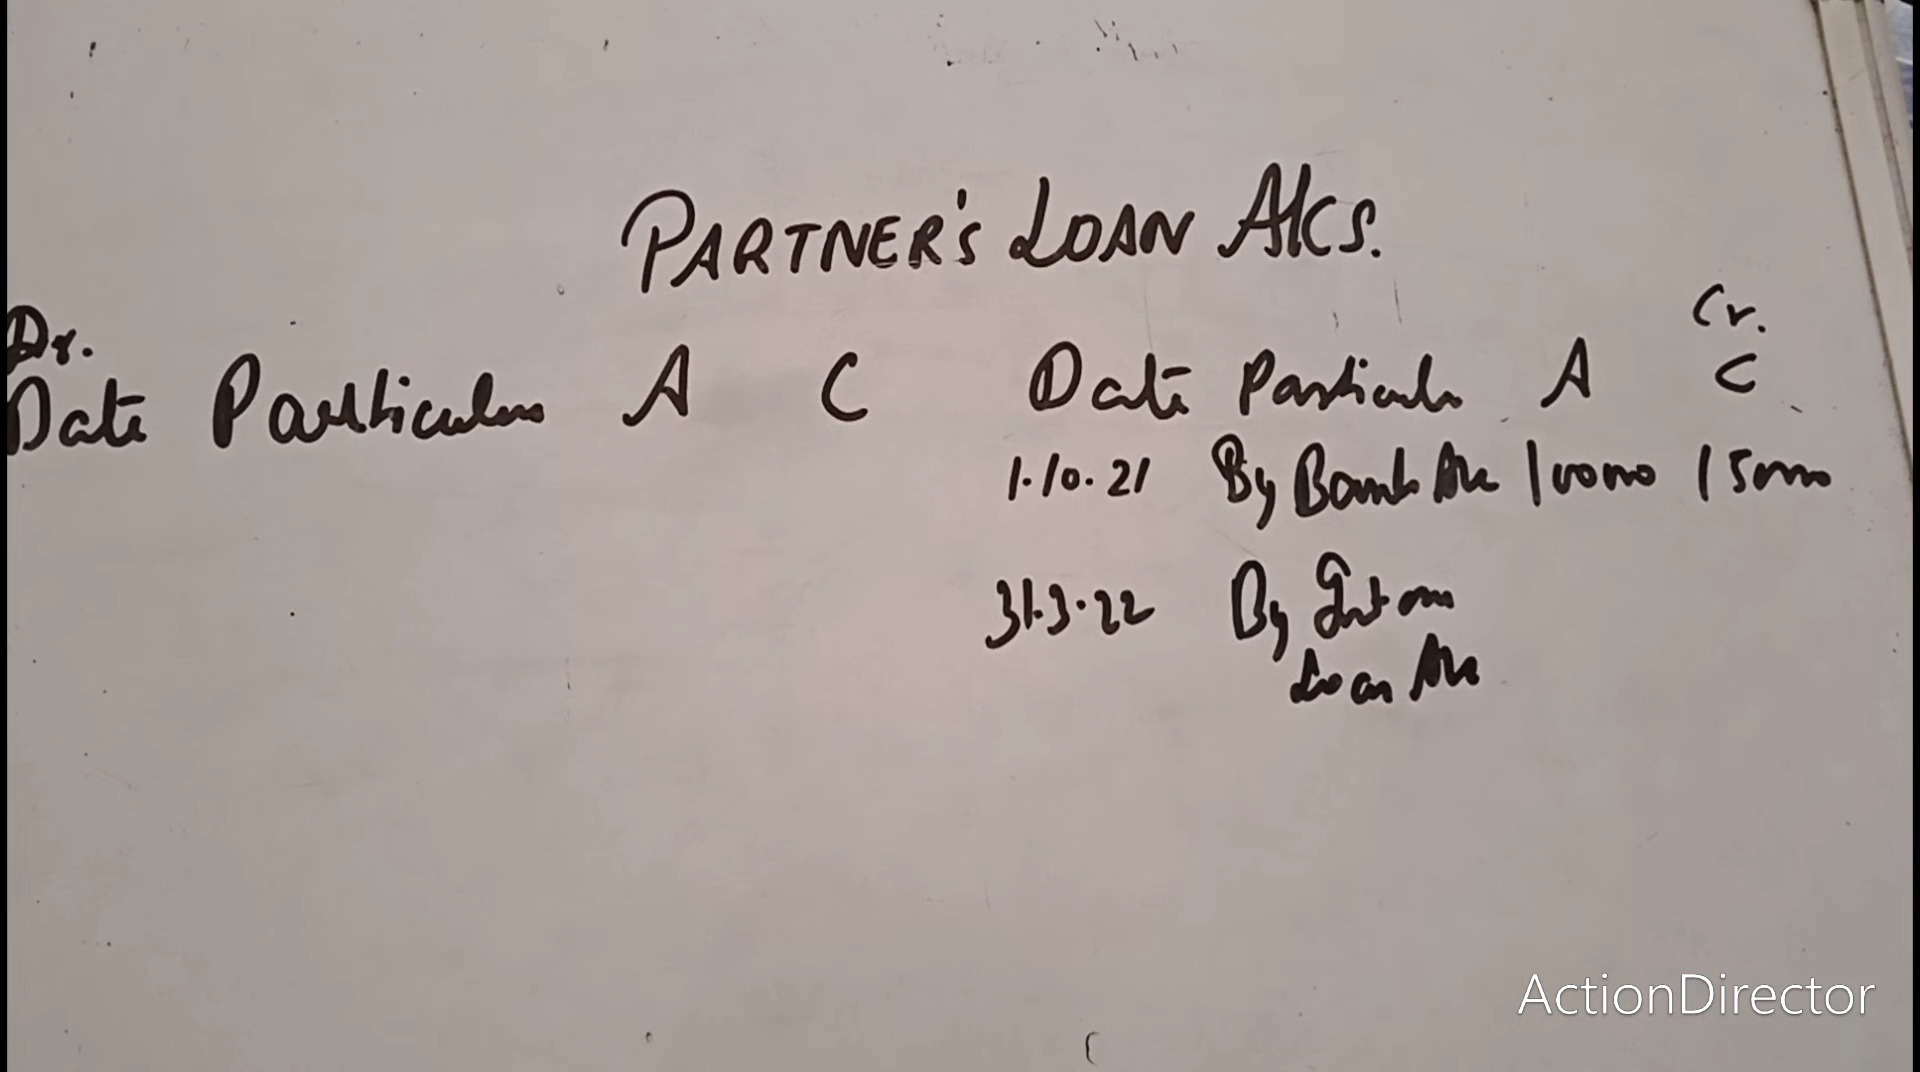 PARTNER'S LOAN A/CS.
Dr. Cr.
Date Particulars A C Date Particulars A C
1.10.21 By Bank A/c 100000 150000
31.3.22 By Int on
Loan A/c
ActionDirector